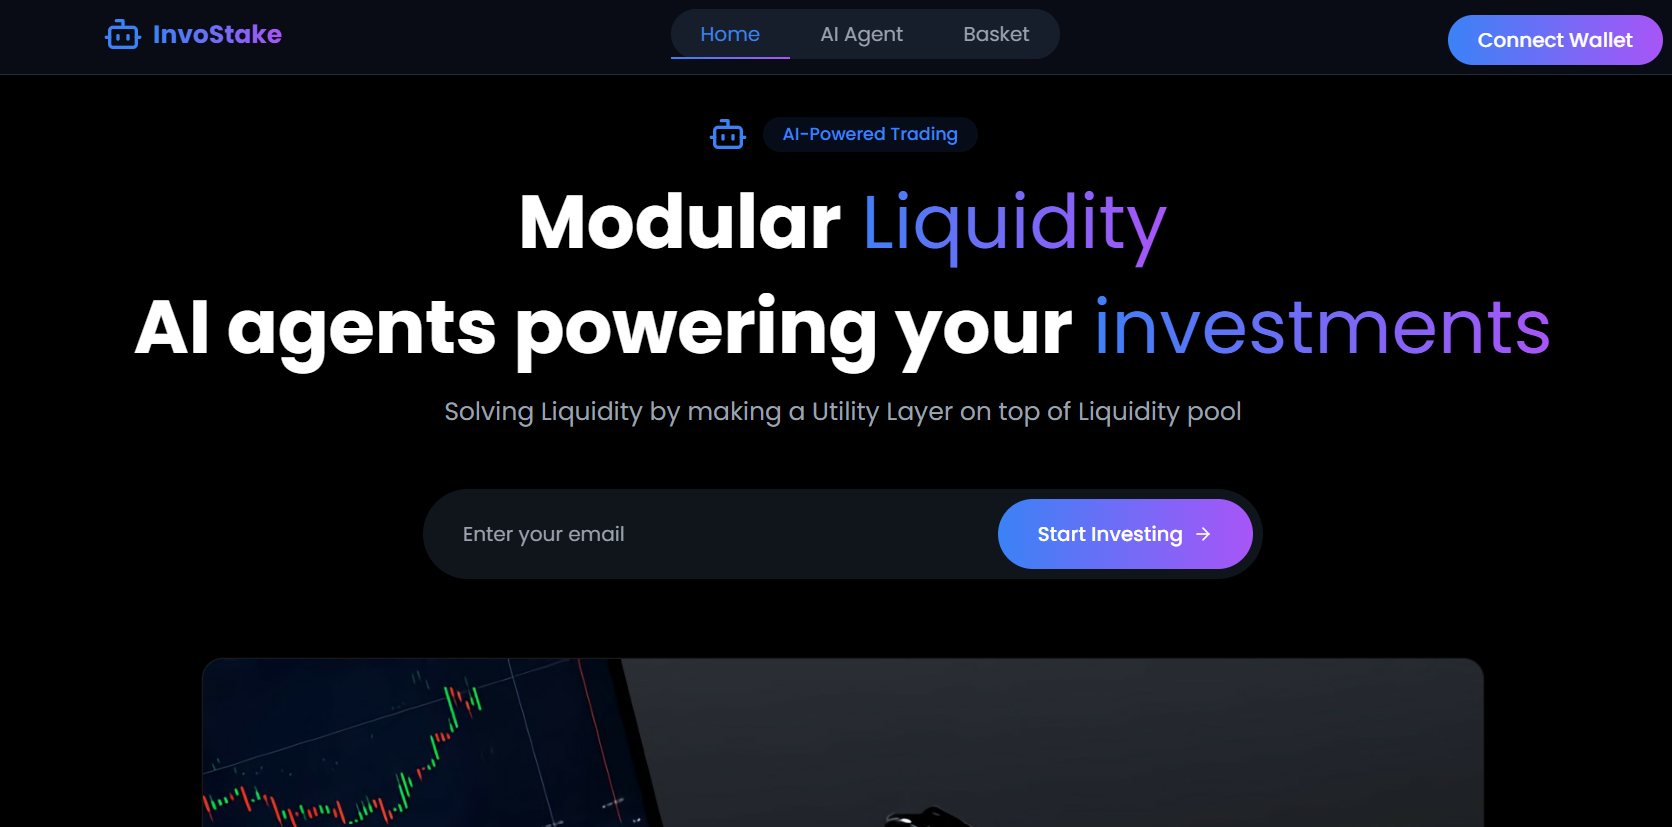 InvoStake
Home AI Agent Basket
Connect Wallet
AI-Powered Trading
Modular Liquidity
AI agents powering your investments
Solving Liquidity by making a Utility Layer on top of Liquidity pool
Enter your email
Start Investing →